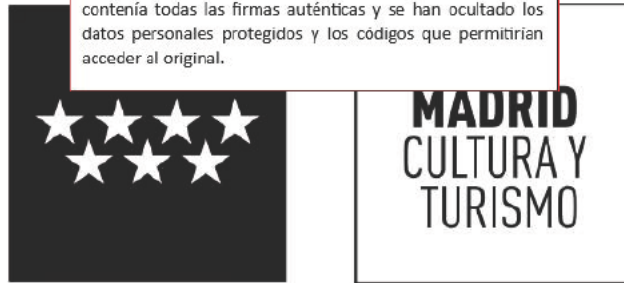 contenía todas las firmas auténticas y se han ocultado los
datos personales protegidos y los códigos que permitirían
acceder al original.
MADRID
CULTURA Y
TURISMO